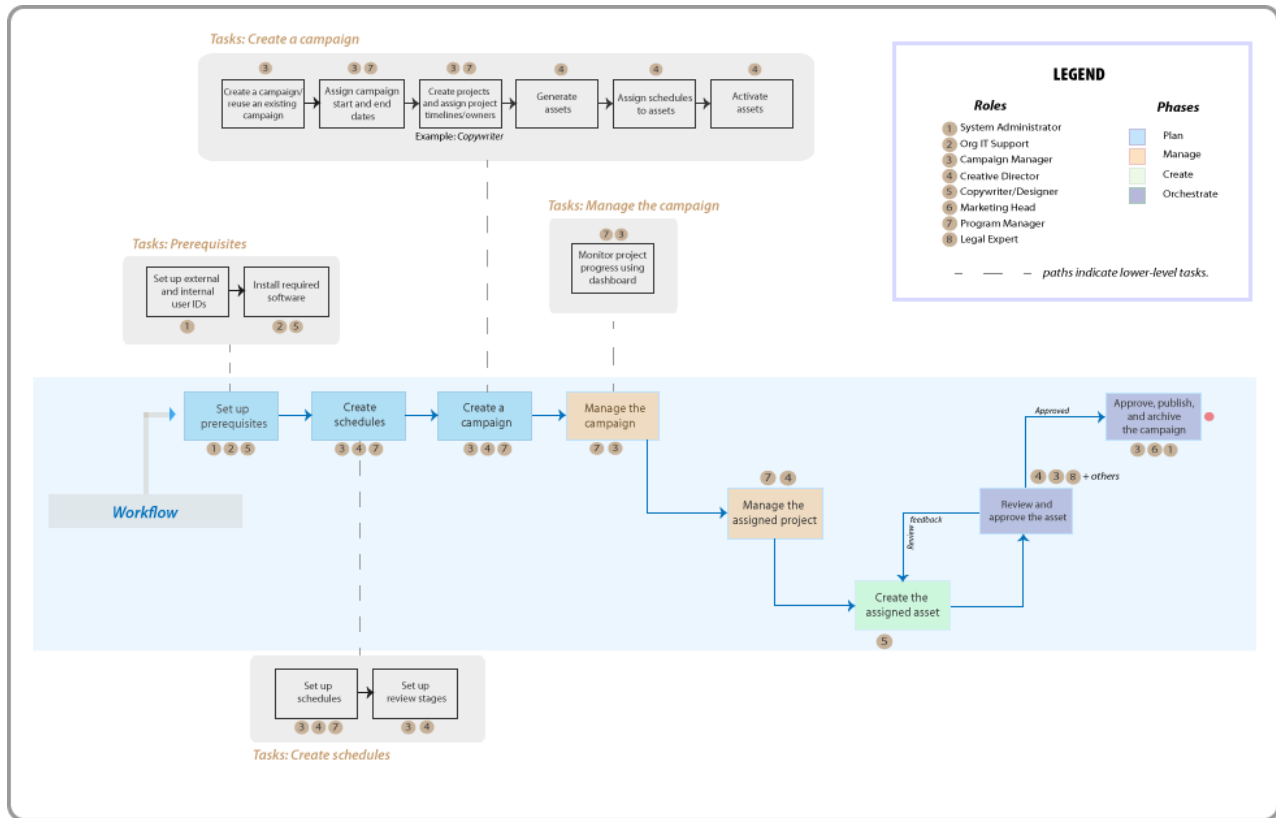 Tasks: Create a campaign
3
3 7
3 7
4
4
4
Create a campaign/
reuse an existing
campaign
Assign campaign
start and end
dates
Create projects
and assign project
timelines/owners
Generate
assets
Assign schedules
to assets
Activate
assets
Example: Copywriter
LEGEND
Roles
1 System Administrator
2 Org IT Support
3 Campaign Manager
4 Creative Director
5 Copywriter/Designer
6 Marketing Head
7 Program Manager
8 Legal Expert
Phases
Plan
Manage
Create
Orchestrate
paths indicate lower-level tasks.
Tasks: Manage the campaign
7 3
Monitor project
progress using
dashboard
Tasks: Prerequisites
Set up external
and internal
user IDs
Install required
software
1
2 5
Workflow
Set up
prerequisites
1 2 5
Create
schedules
3 4 7
Create a
campaign
3 4 7
Manage the
campaign
7 3
7 4
Manage the
assigned project
Create the
assigned asset
5
Review
feedback
4 3 8 + others
Review and
approve the asset
Approved
Approve, publish,
and archive
the campaign
3 6 1
Set up
schedules
Set up
review stages
3 4 7
3 4
Tasks: Create schedules